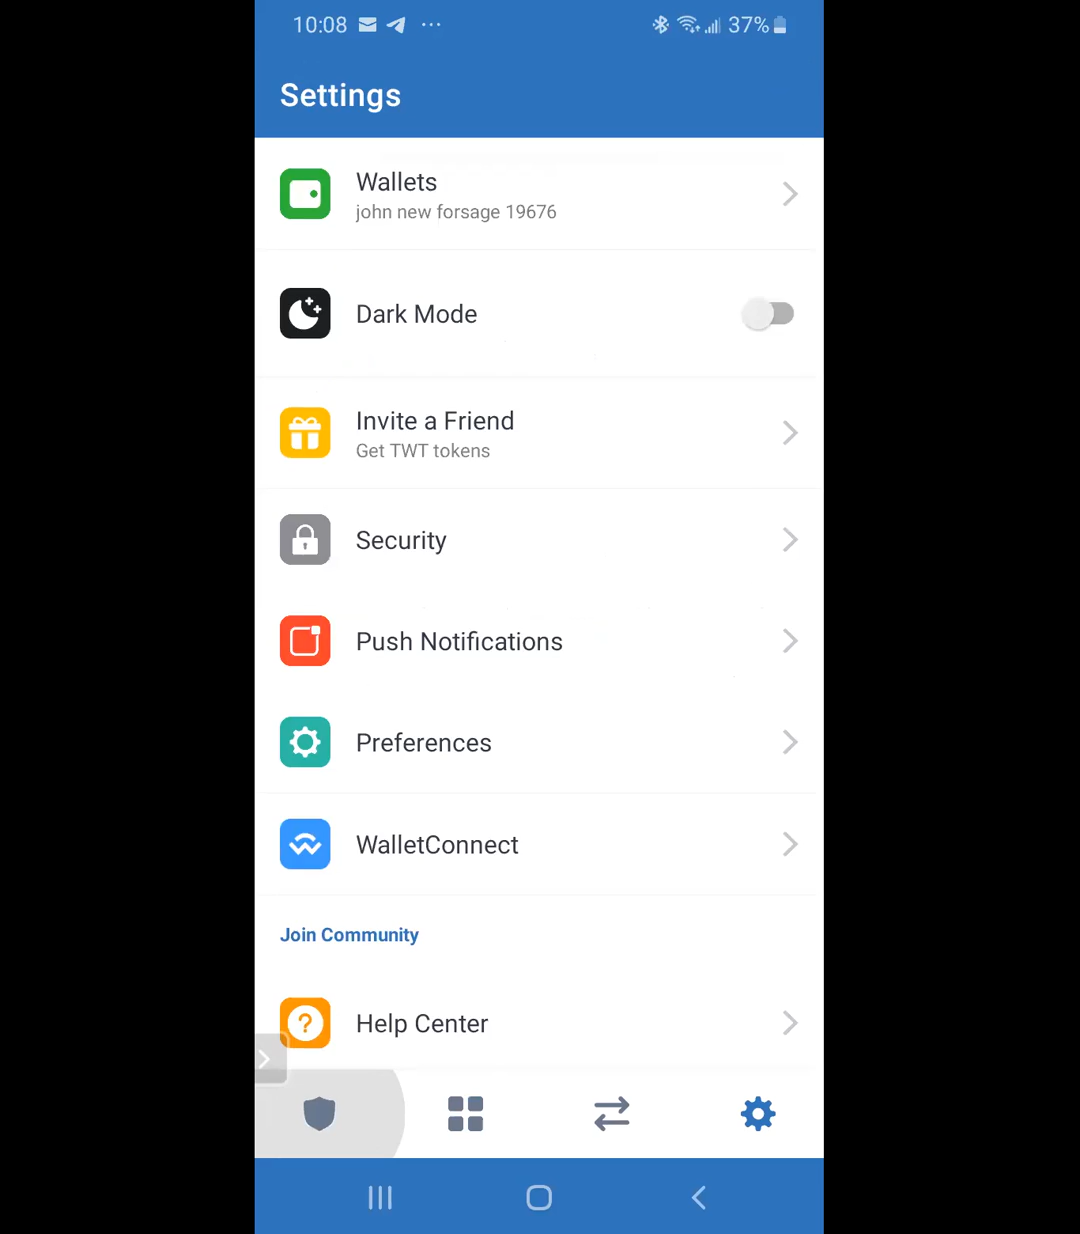 10:08
37%
Settings
Wallets
john new forsage 19676
Dark Mode
Invite a Friend
Get TWT tokens
Security
Push Notifications
Preferences
WalletConnect
Join Community
Help Center